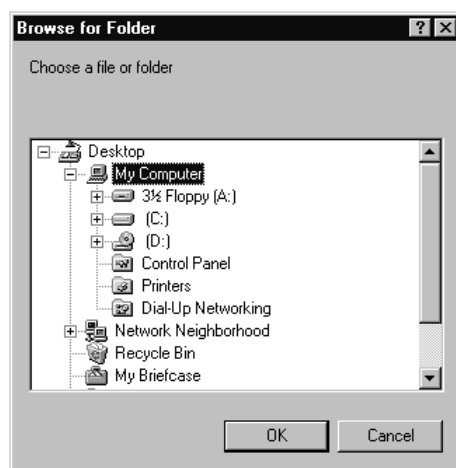 Browse for Folder
Choose a file or folder
Desktop
My Computer
3½ Floppy (A:)
(C:)
(D:)
Control Panel
Printers
Dial-Up Networking
Network Neighborhood
Recycle Bin
My Briefcase
OK Cancel